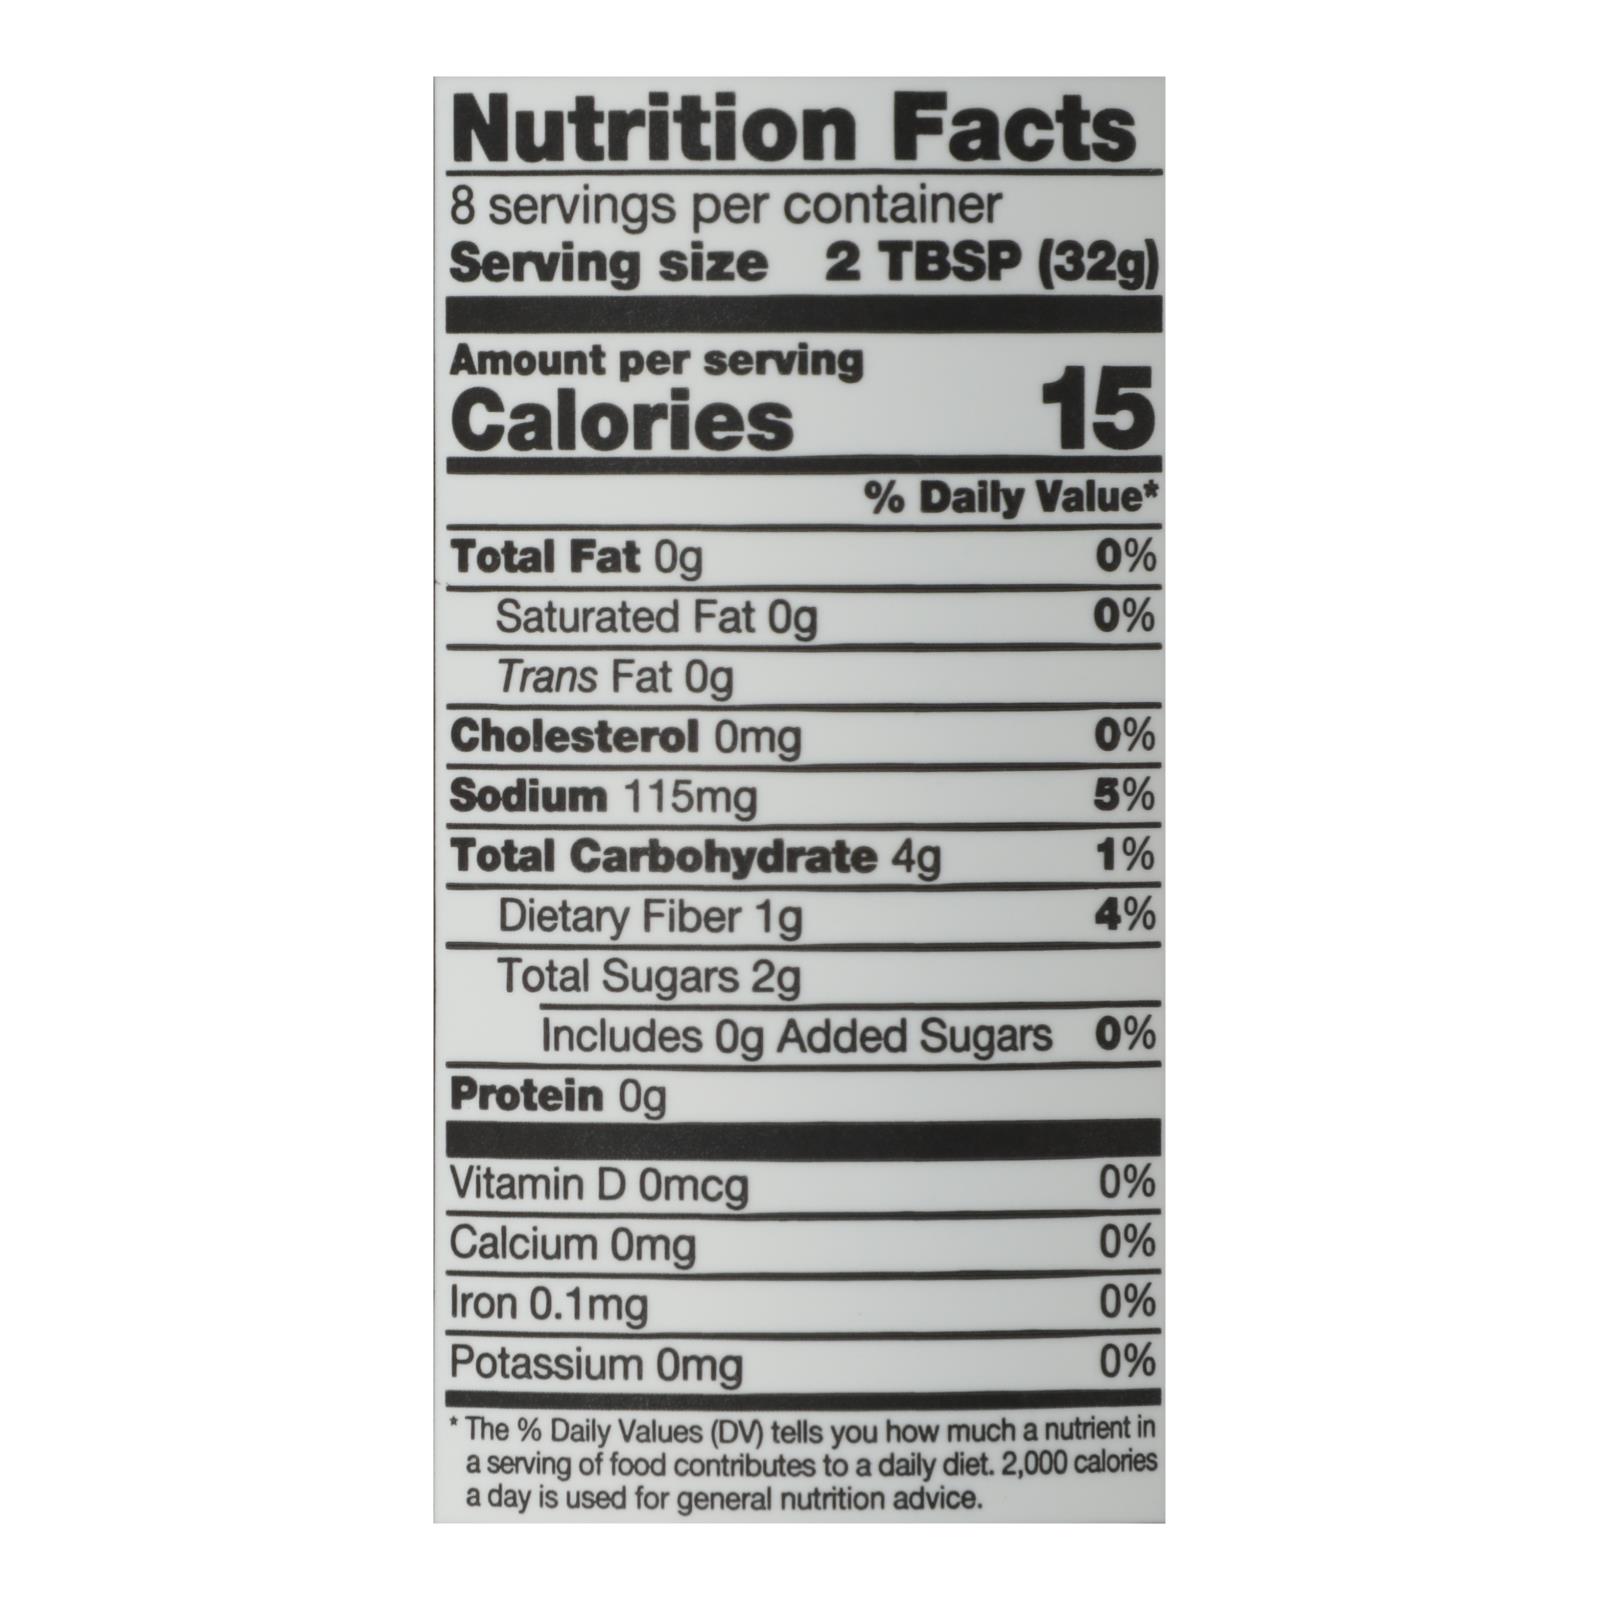 Nutrition Facts
8 servings per container
Serving size 2 TBSP (32g)
Amount per serving
Calories 15
% Daily Value*
Total Fat 0g 0%
Saturated Fat 0g 0%
Trans Fat 0g
Cholesterol 0mg 0%
Sodium 115mg 5%
Total Carbohydrate 4g 1%
Dietary Fiber 1g 4%
Total Sugars 2g
Includes 0g Added Sugars 0%
Protein 0g
Vitamin D 0mcg 0%
Calcium 0mg 0%
Iron 0.1mg 0%
Potassium 0mg 0%
* The % Daily Values (DV) tells you how much a nutrient in
a serving of food contributes to a daily diet. 2,000 calories
a day is used for general nutrition advice.